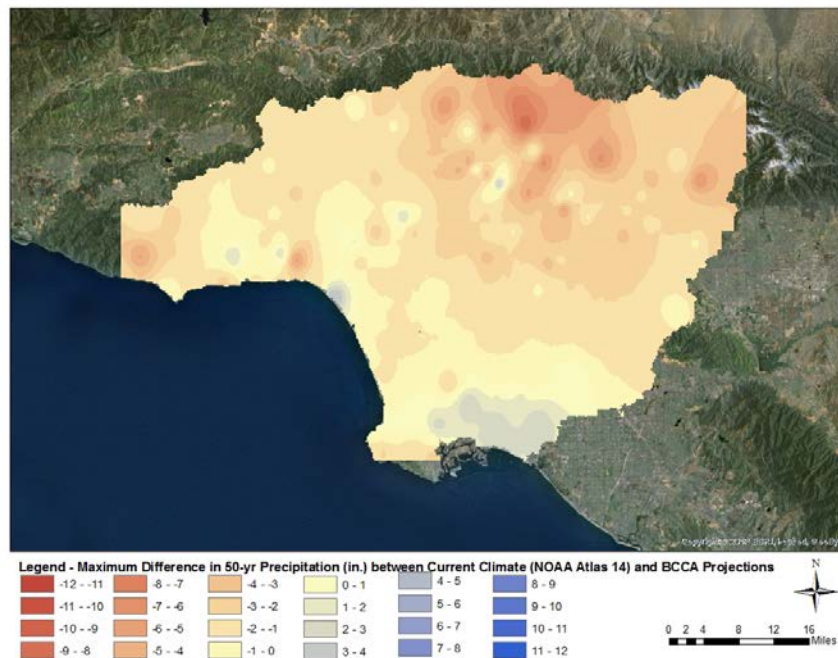 Legend - Maximum Difference in 50-yr Precipitation (in.) between Current Climate (NOAA Atlas 14) and BCCA Projections
-12 - -11
-11 - -10
-10 - -9
-9 - -8
-8 - -7
-7 - -6
-6 - -5
-5 - -4
-4 - -3
-3 - -2
-2 - -1
-1 - 0
0 - 1
1 - 2
2 - 3
3 - 4
4 - 5
5 - 6
6 - 7
7 - 8
8 - 9
9 - 10
10 - 11
11 - 12
N
0 2 4 8 12 16
Miles